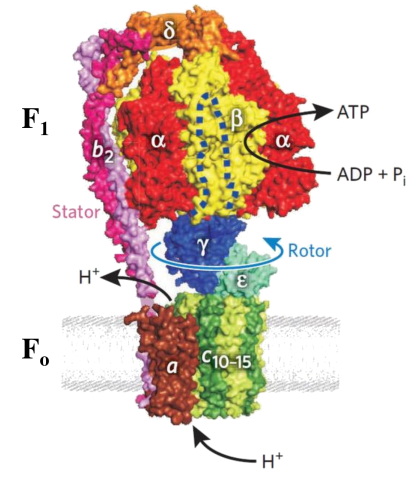 δ
F₁
ATP
β
α
α
b₂
ADP + Pᵢ
Stator
γ
Rotor
H⁺
ε
Fₒ
a
c₁₀₋₁₅
H⁺